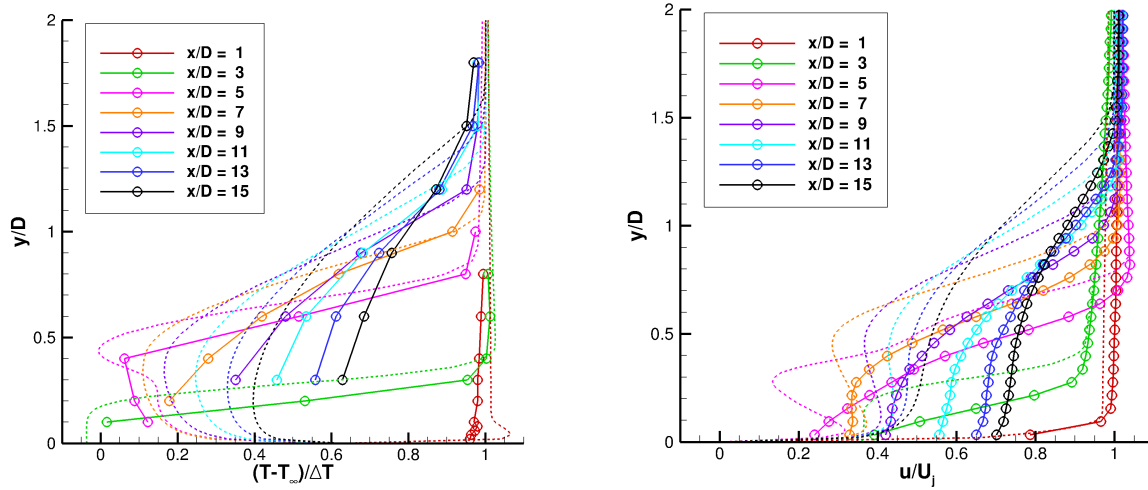 2
1.5
1
0.5
0
y/D
x/D = 1
x/D = 3
x/D = 5
x/D = 7
x/D = 9
x/D = 11
x/D = 13
x/D = 15
0 0.2 0.4 0.6 0.8 1
(T-T∞)/ΔT
2
1.5
1
0.5
0
y/D
x/D = 1
x/D = 3
x/D = 5
x/D = 7
x/D = 9
x/D = 11
x/D = 13
x/D = 15
0 0.2 0.4 0.6 0.8 1
u/Uj